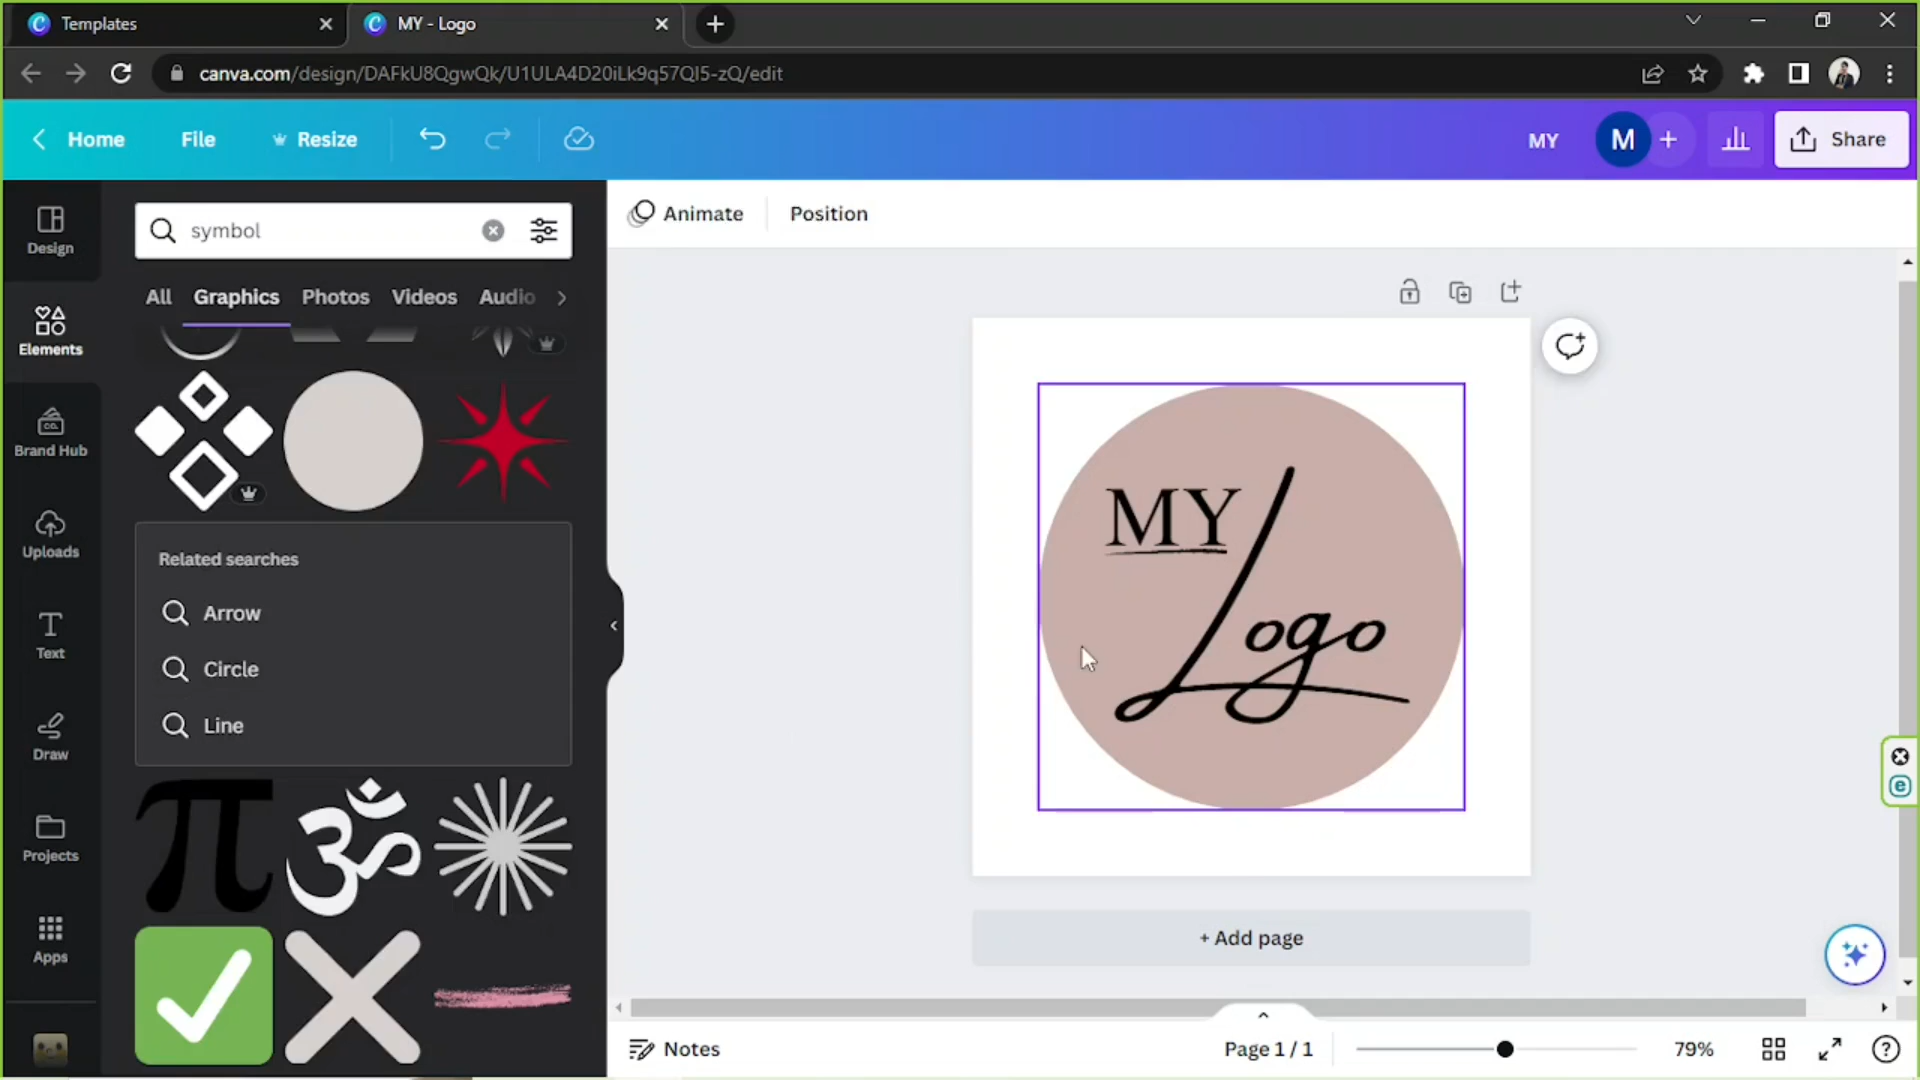 Templates
MY - Logo
canva.com/design/DAFkU8QgwQk/U1ULA4D20iLk9q57QI5-zQ/edit
Home
File
Resize
MY
M
Share
Design
Elements
Brand Hub
Uploads
Text
Draw
Projects
Apps
symbol
All
Graphics
Photos
Videos
Audio
Related searches
Arrow
Circle
Line
π
ॐ
Animate
Position
MY
Logo
+ Add page
Notes
Page 1 / 1
79%